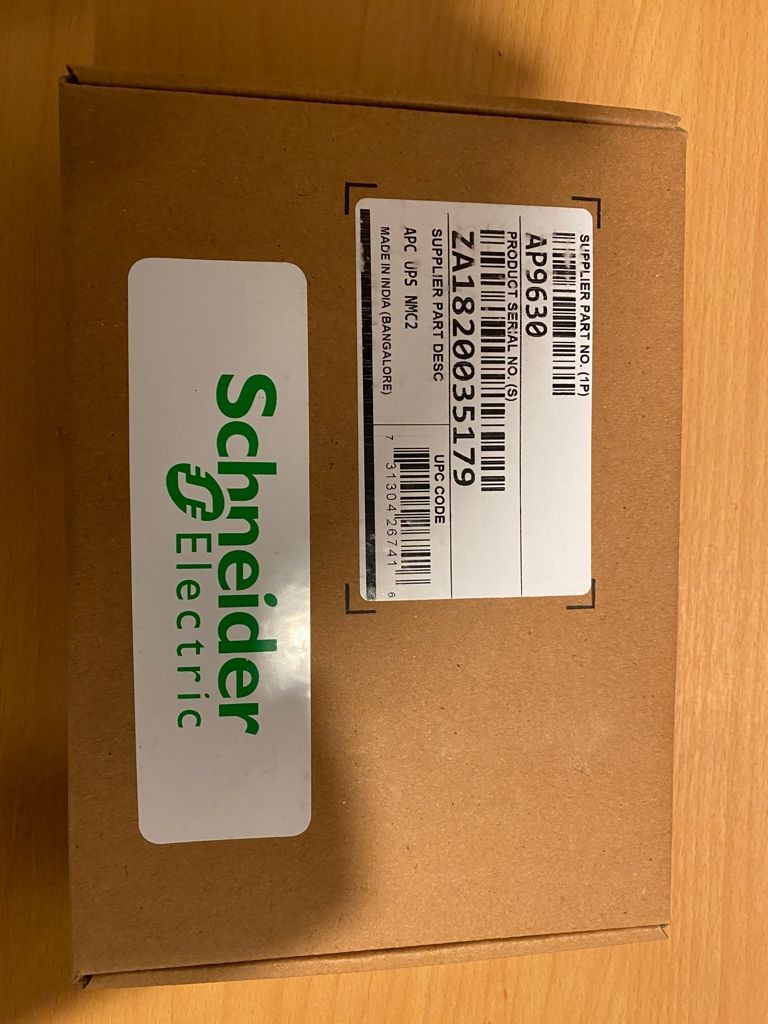 SUPPLIER PART NO. (1P)
AP9630
PRODUCT SERIAL NO. (S)
ZA1820035179
SUPPLIER PART DESC
APC UPS NMC2
MADE IN INDIA (BANGALORE)
UPC CODE
7 31304 26741 6
Schneider
Electric